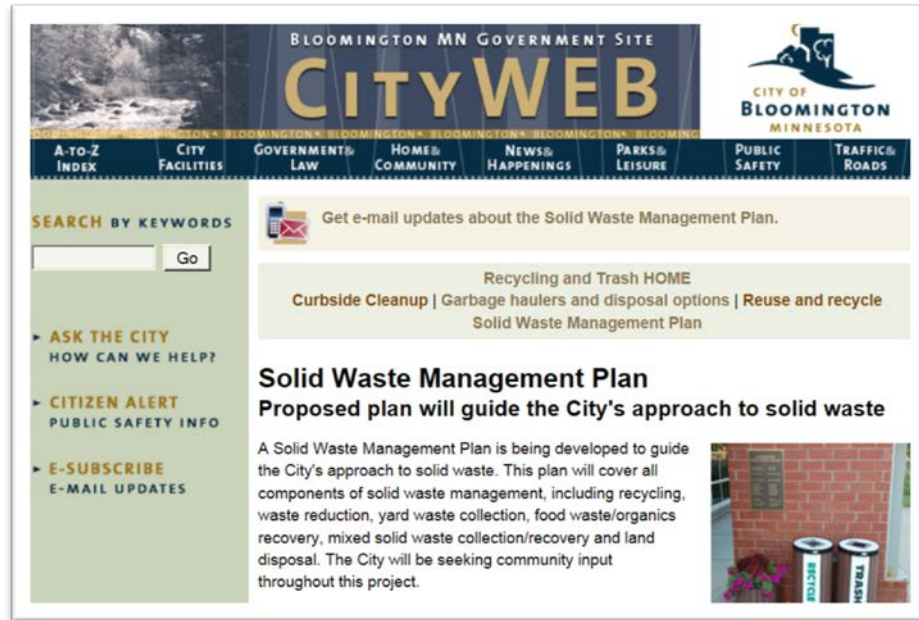 BLOOMINGTON MN GOVERNMENT SITE
CITYWEB
CITY OF
BLOOMINGTON
MINNESOTA
BLOOMINGTON BLOOMINGTON BLOOMINGTON BLOOMINGTON BLOOMING
A-TO-Z INDEX
CITY FACILITIES
GOVERNMENT& LAW
HOME& COMMUNITY
NEWS& HAPPENINGS
PARKS& LEISURE
PUBLIC SAFETY
TRAFFIC& ROADS
SEARCH BY KEYWORDS
Go
ASK THE CITY
HOW CAN WE HELP?
CITIZEN ALERT
PUBLIC SAFETY INFO
E-SUBSCRIBE
E-MAIL UPDATES
Get e-mail updates about the Solid Waste Management Plan.
Recycling and Trash HOME
Curbside Cleanup | Garbage haulers and disposal options | Reuse and recycle
Solid Waste Management Plan
Solid Waste Management Plan
Proposed plan will guide the City's approach to solid waste
A Solid Waste Management Plan is being developed to guide
the City's approach to solid waste. This plan will cover all
components of solid waste management, including recycling,
waste reduction, yard waste collection, food waste/organics
recovery, mixed solid waste collection/recovery and land
disposal. The City will be seeking community input
throughout this project.
RECYCLE
TRASH